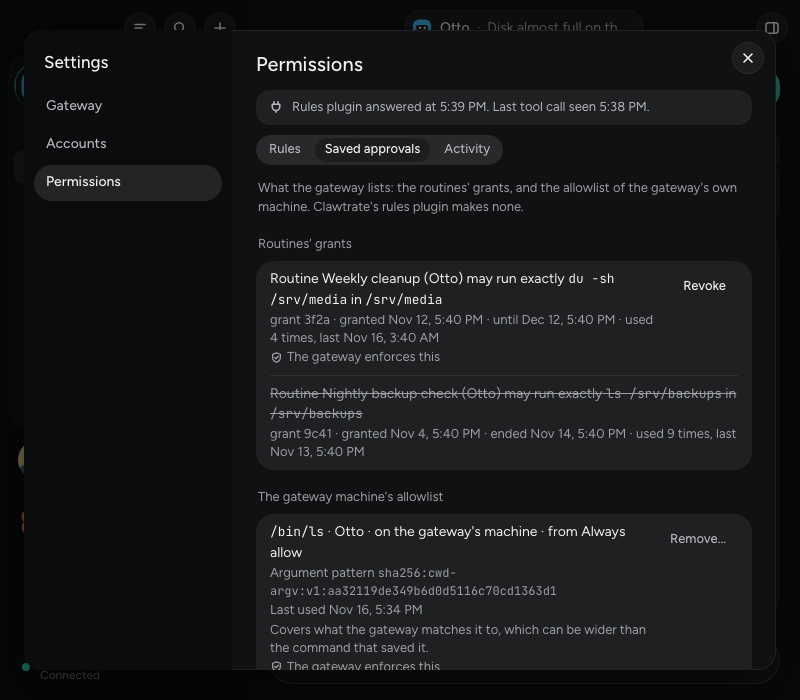 Otto · Disk almost full on th
Settings
Gateway
Accounts
Permissions
Permissions
Rules plugin answered at 5:39 PM. Last tool call seen 5:38 PM.
Rules Saved approvals Activity
What the gateway lists: the routines' grants, and the allowlist of the gateway's own
machine. Clawtrate's rules plugin makes none.
Routines' grants
Routine Weekly cleanup (Otto) may run exactly du -sh
/srv/media in /srv/media
Revoke
grant 3f2a · granted Nov 12, 5:40 PM · until Dec 12, 5:40 PM · used
4 times, last Nov 16, 3:40 AM
The gateway enforces this
Routine Nightly backup check (Otto) may run exactly ls /srv/backups in
/srv/backups
grant 9c41 · granted Nov 4, 5:40 PM · ended Nov 14, 5:40 PM · used 9 times, last
Nov 13, 5:40 PM
The gateway machine's allowlist
/bin/ls · Otto · on the gateway's machine · from Always
allow
Remove...
Argument pattern sha256:cwd-
argv:v1:aa32119de349b6d0d5116c70cd1363d1
Last used Nov 16, 5:34 PM
Covers what the gateway matches it to, which can be wider than
the command that saved it.
The gateway enforces this
Connected